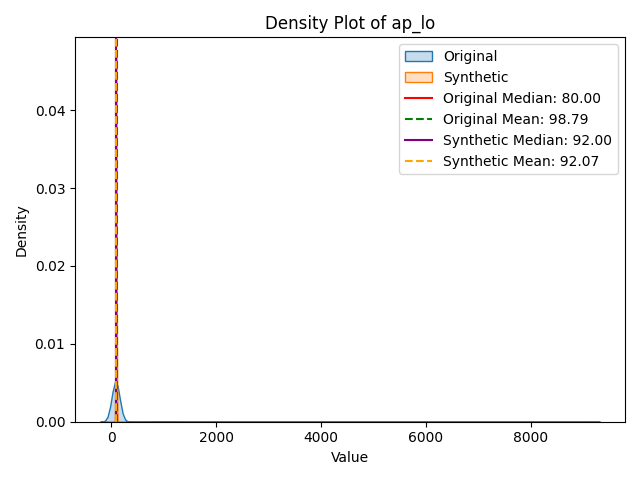 Density Plot of ap_lo
Original
Synthetic
Original Median: 80.00
Original Mean: 98.79
Synthetic Median: 92.00
Synthetic Mean: 92.07
Density
0.04
0.03
0.02
0.01
0.00
0 2000 4000 6000 8000
Value